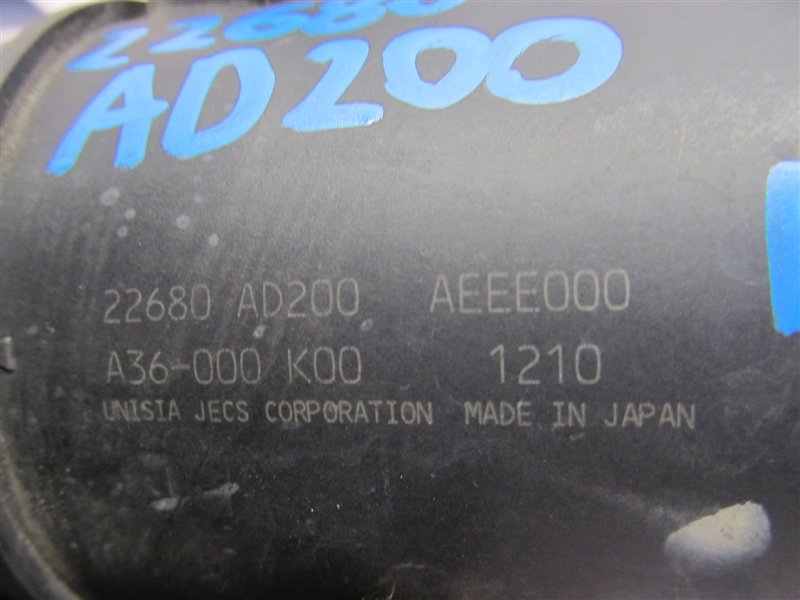 22680
AD200
22680 AD200 AEEE000
A36-000 K00 1210
UNISIA JECS CORPORATION MADE IN JAPAN